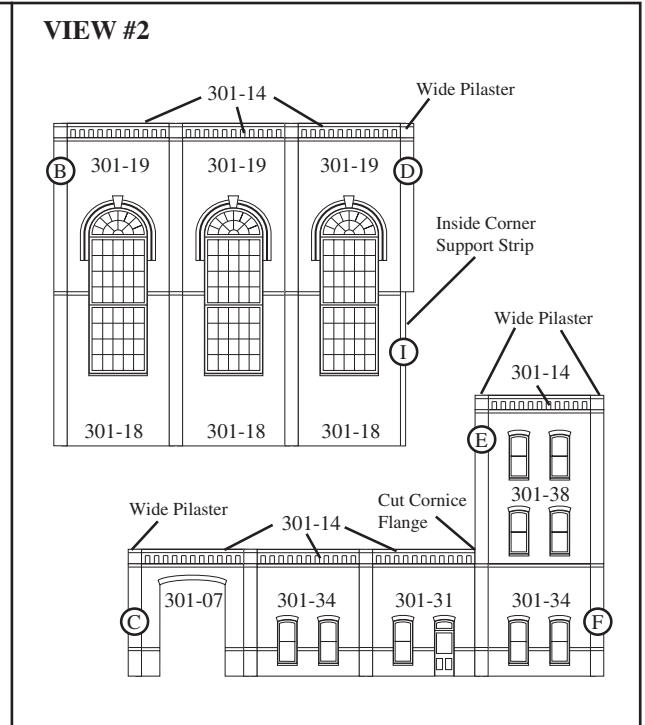 VIEW #2
301-14
Wide Pilaster
B
301-19
301-19
301-19
D
Inside Corner
Support Strip
Wide Pilaster
I
301-14
E
301-18
301-18
301-18
301-38
Wide Pilaster
301-14
Cut Cornice
Flange
C
301-07
301-34
301-31
301-34
F